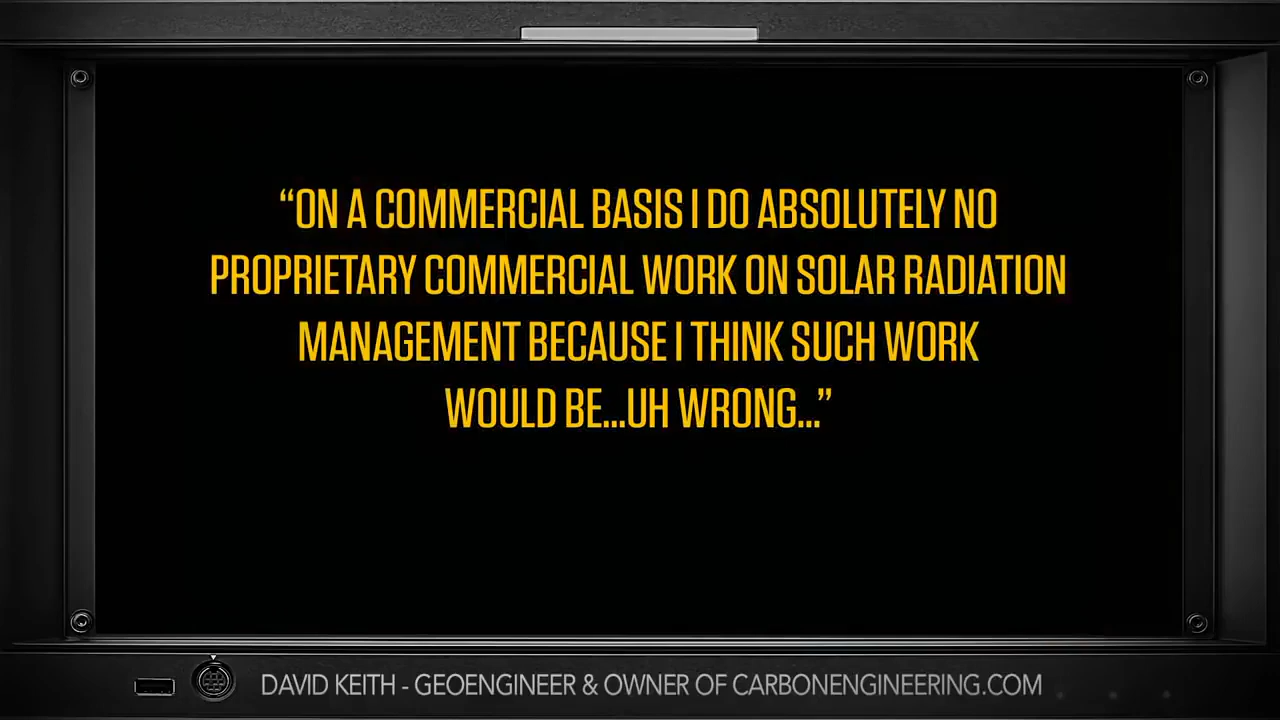 “ON A COMMERCIAL BASIS I DO ABSOLUTELY NO
PROPRIETARY COMMERCIAL WORK ON SOLAR RADIATION
MANAGEMENT BECAUSE I THINK SUCH WORK
WOULD BE...UH WRONG...”
DAVID KEITH - GEOENGINEER & OWNER OF CARBONENGINEERING.COM